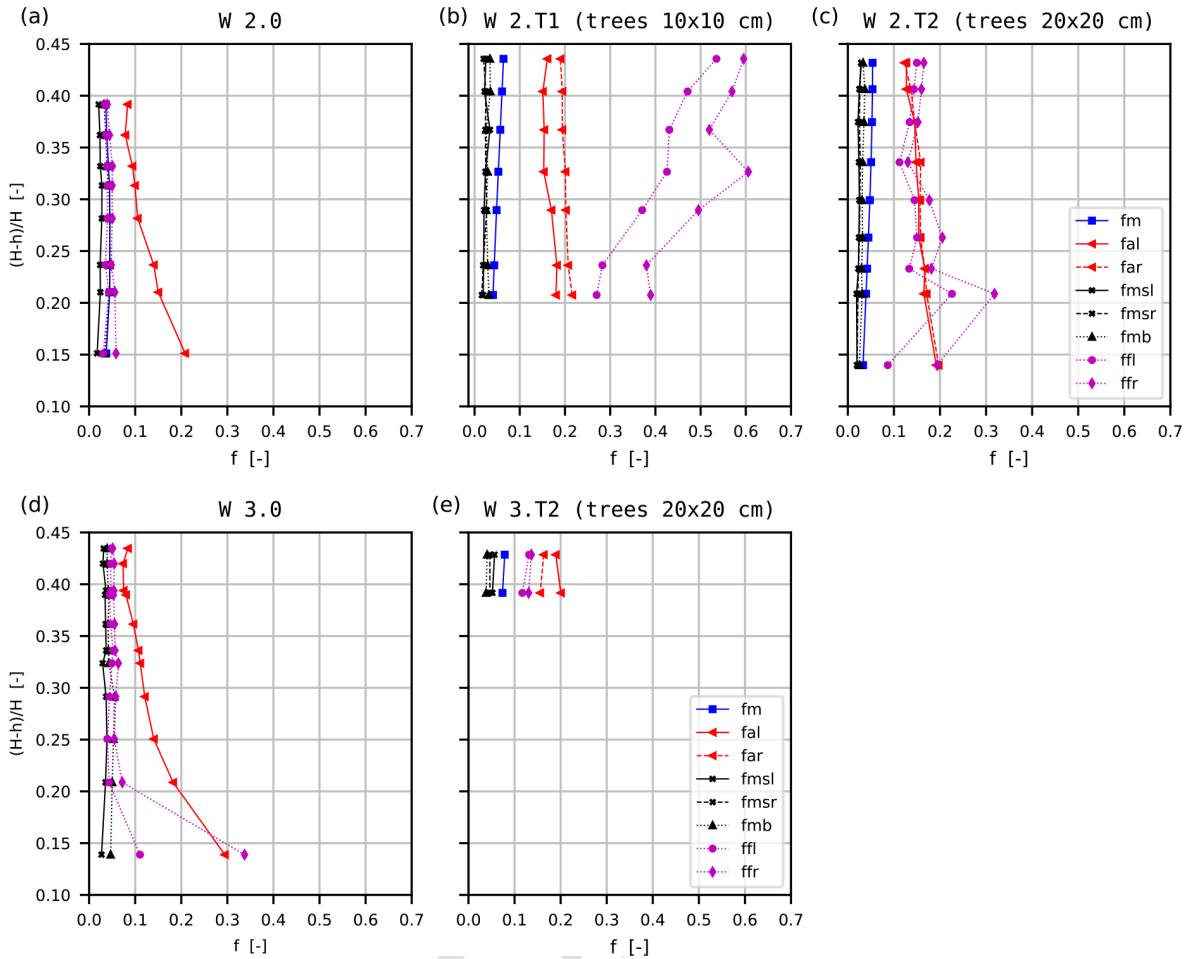 (a) W 2.0
(b) W 2.T1 (trees 10x10 cm)
(c) W 2.T2 (trees 20x20 cm)
0.45
0.40
0.35
0.30
0.25
0.20
0.15
0.10
(H-h)/H [-]
0.0 0.1 0.2 0.3 0.4 0.5 0.6 0.7
f [-]
0.0 0.1 0.2 0.3 0.4 0.5 0.6 0.7
f [-]
fm
fal
far
fmsl
fmsr
fmb
ffl
ffr
0.0 0.1 0.2 0.3 0.4 0.5 0.6 0.7
f [-]
(d) W 3.0
(e) W 3.T2 (trees 20x20 cm)
0.45
0.40
0.35
0.30
0.25
0.20
0.15
0.10
(H-h)/H [-]
0.0 0.1 0.2 0.3 0.4 0.5 0.6 0.7
f [-]
fm
fal
far
fmsl
fmsr
fmb
ffl
ffr
0.0 0.1 0.2 0.3 0.4 0.5 0.6 0.7
f [-]